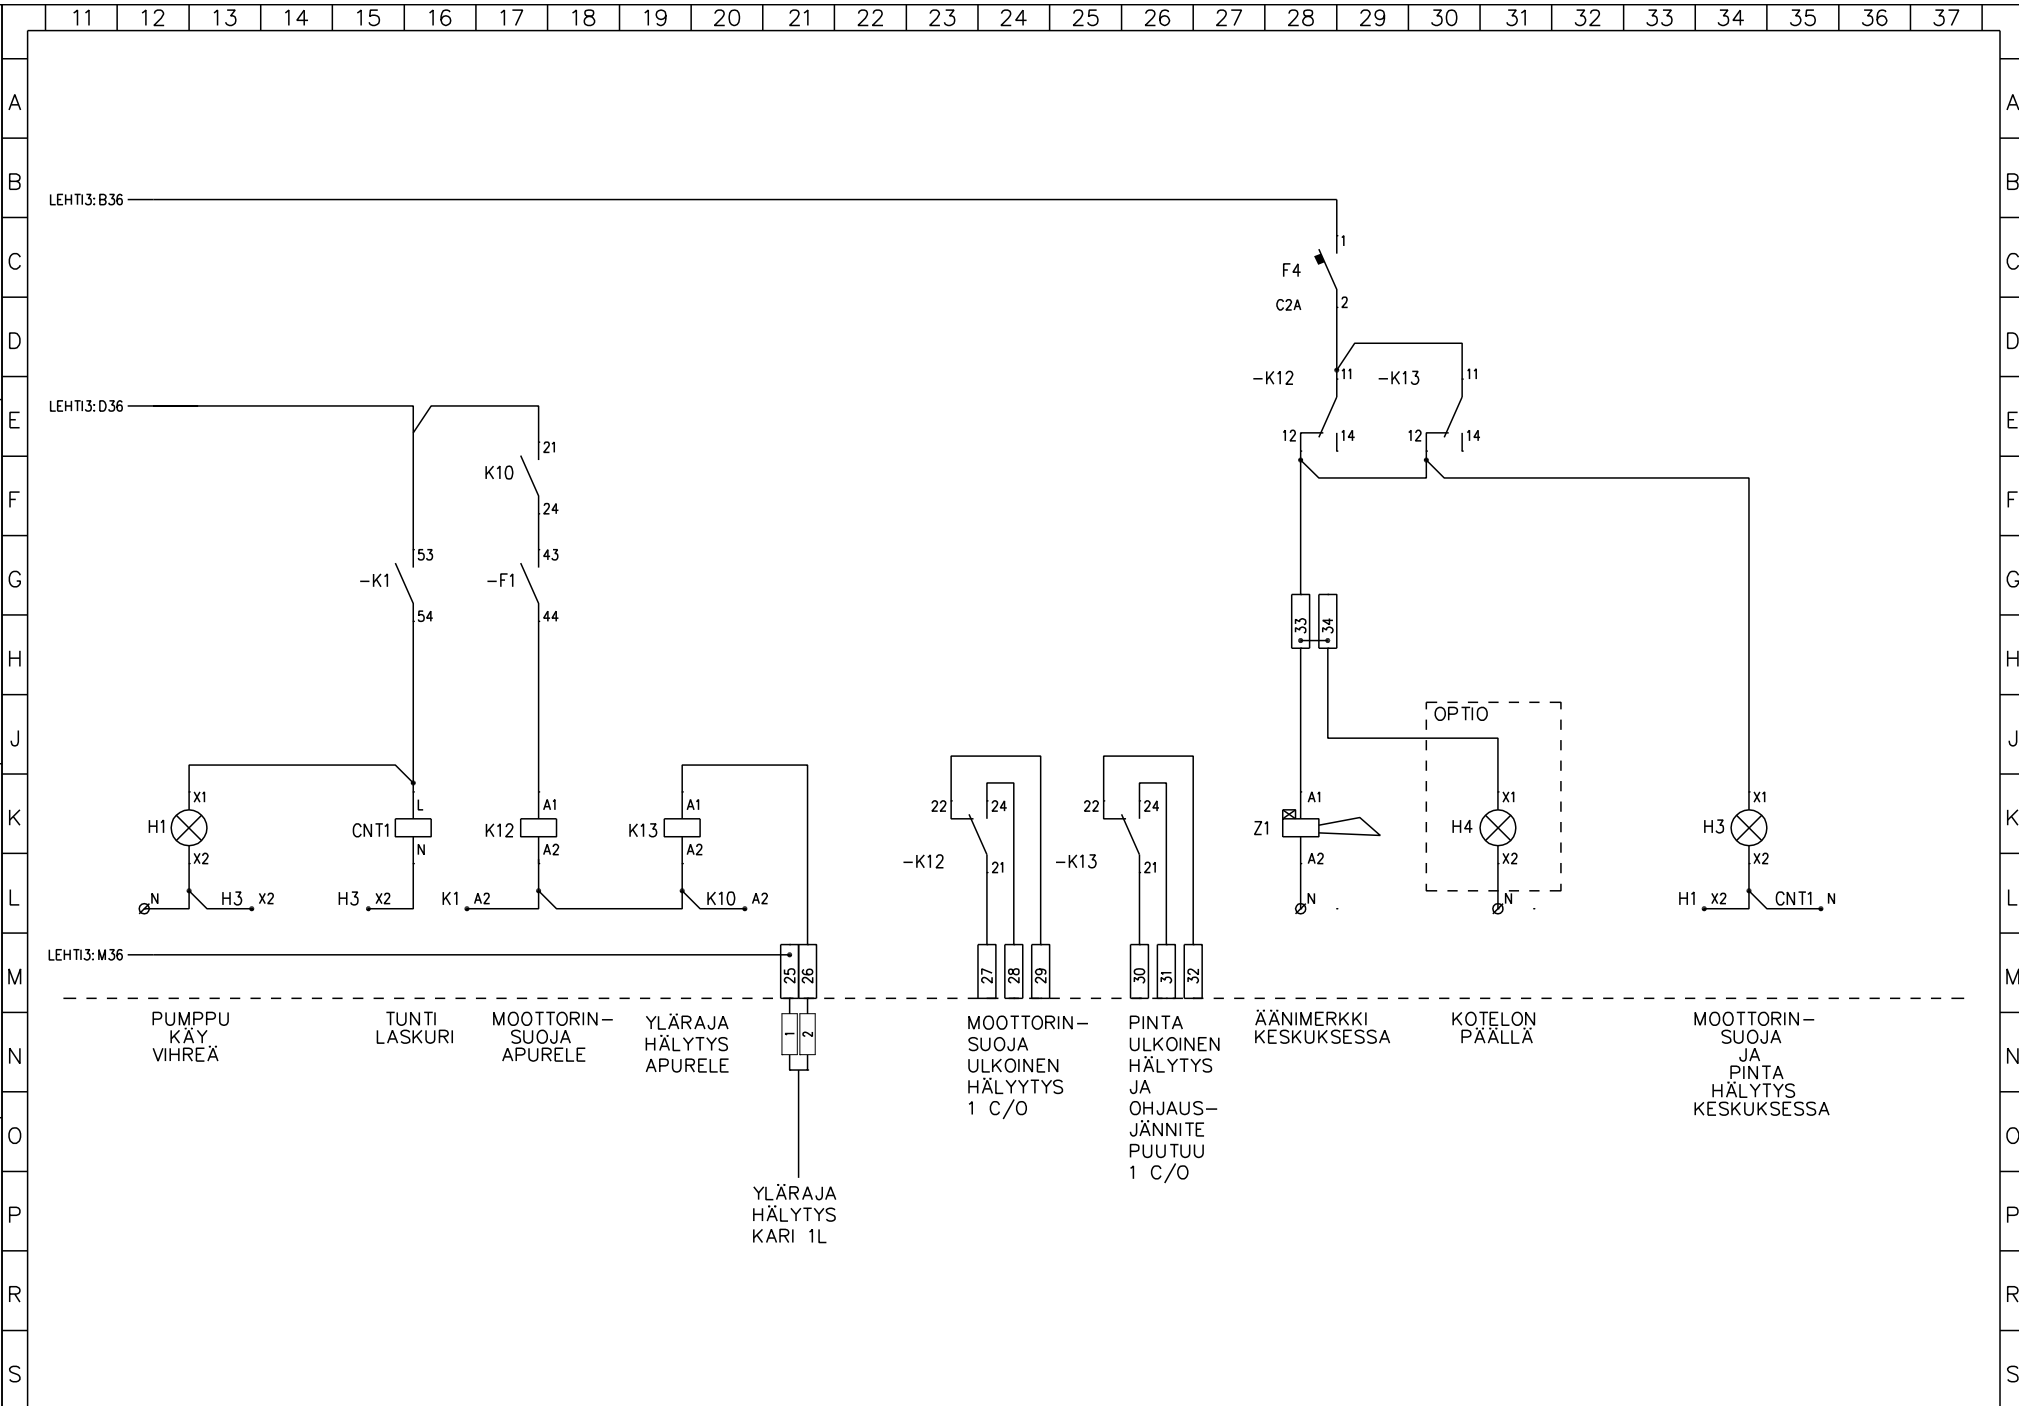 11 12 13 14 15 16 17 18 19 20 21 22 23 24 25 26 27 28 29 30 31 32 33 34 35 36 37
A A
B B
LEHTI3:B36
1
C C
F4
C2A 2
D D
-K12 11 -K13 11
LEHTI3:D36
E E
12 14 12 14
21
K10
F F
24
53 43
-K1 -F1
G G
54 44
33 34
H H
OPTIO
J J
X1 L A1 A1 22 24 22 24 A1 X1 X1
K K
H1 CNT1 K12 K13 Z1 H4 H3
X2 N A2 A2 -K12 21 -K13 21 A2 X2 X2
L L
N H3 X2 H3 X2 K1 A2 K10 A2 N N H1 X2 CNT1 N
LEHTI3:M36
M M
25 26 27 28 29 30 31 32
N N
1 2
PUMPPU
KÄY
VIHREÄ
TUNTI
LASKURI
MOOTTORIN-
SUOJA
APURELE
YLÄRAJA
HÄLYTYS
APURELE
MOOTTORIN-
SUOJA
ULKOINEN
HÄLYYTYS
1 C/O
PINTA
ULKOINEN
HÄLYTYS
JA
OHJAUS-
JÄNNITE
PUUTUU
1 C/O
ÄÄNIMERKKI
KESKUKSESSA
KOTELON
PÄÄLLÄ
MOOTTORIN-
SUOJA
JA
PINTA
HÄLYTYS
KESKUKSESSA
O O
YLÄRAJA
HÄLYTYS
KARI 1L
P P
R R
S S